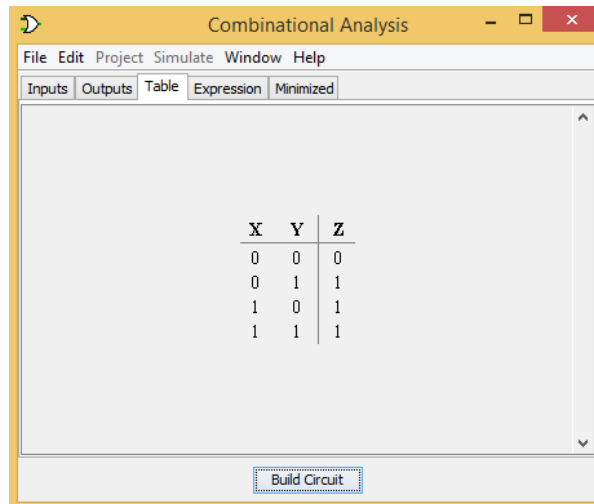 Combinational Analysis
File Edit Project Simulate Window Help
Inputs Outputs Table Expression Minimized
X Y Z
0 0 0
0 1 1
1 0 1
1 1 1
Build Circuit